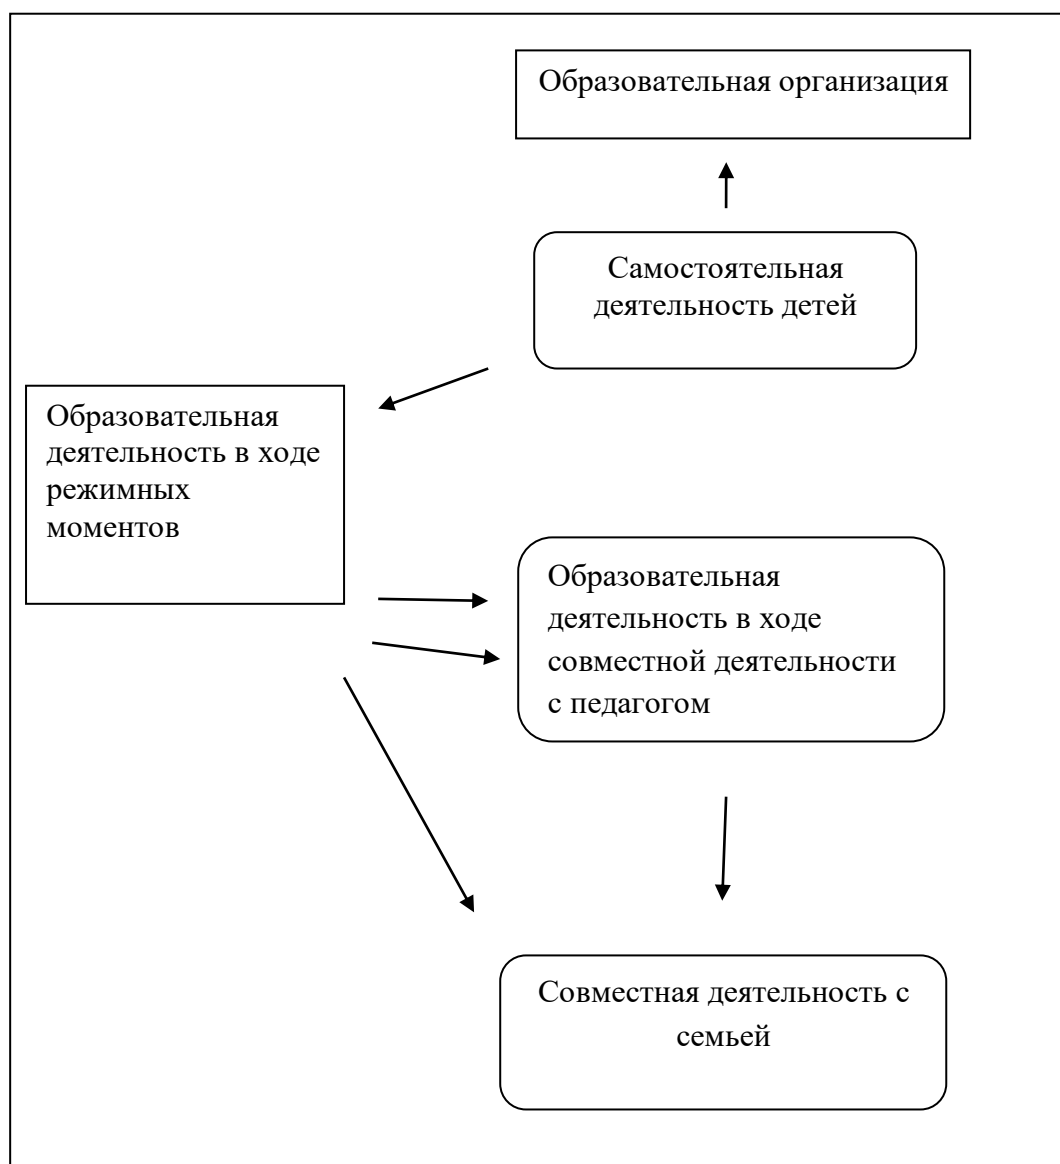 Образовательная организация
Самостоятельная
деятельность детей
Образовательная
деятельность в ходе
режимных
моментов
Образовательная
деятельность в ходе
совместной деятельности
с педагогом
Совместная деятельность с
семьей